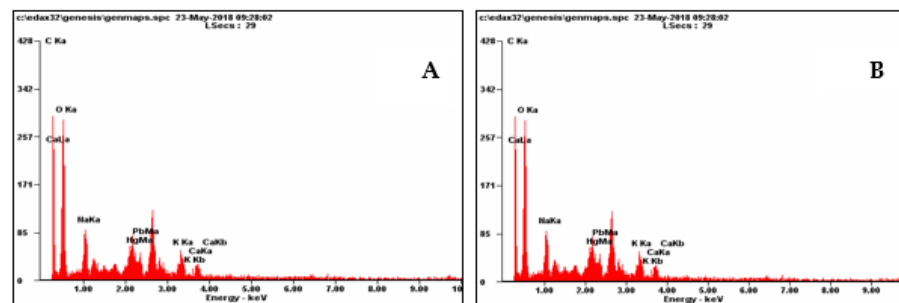 c:\edax32\genesis\genmaps.spc 23-May-2018 09:28:02
LSecs : 29
428
C Ka
A
342
O Ka
257
CaLa
171
NaKa
85
PbMa
HgMa
K Ka
CaKb
CaKa
K Kb
0
1.00 2.00 3.00 4.00 5.00 6.00 7.00 8.00 9.00 10
Energy - keV
c:\edax32\genesis\genmaps.spc 23-May-2018 09:28:02
LSecs : 29
428
C Ka
B
342
O Ka
257
CaLa
171
NaKa
85
PbMa
HgMa
K Ka
CaKb
CaKa
K Kb
0
1.00 2.00 3.00 4.00 5.00 6.00 7.00 8.00 9.00
Energy - keV